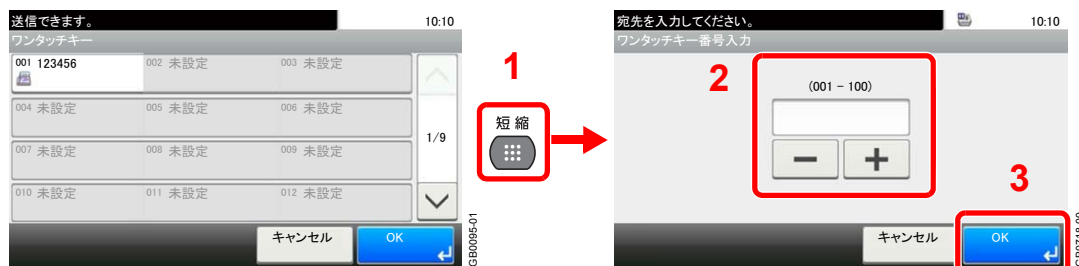 送信できます。 10:10
ワンタッチキー
001 123456 002 未設定 003 未設定
004 未設定 005 未設定 006 未設定
007 未設定 008 未設定 009 未設定
010 未設定 011 未設定 012 未設定
1/9
キャンセル OK
GB0095-01
1
短縮
宛先を入力してください。 10:10
ワンタッチキー番号入力
2
(001 - 100)
3
キャンセル OK